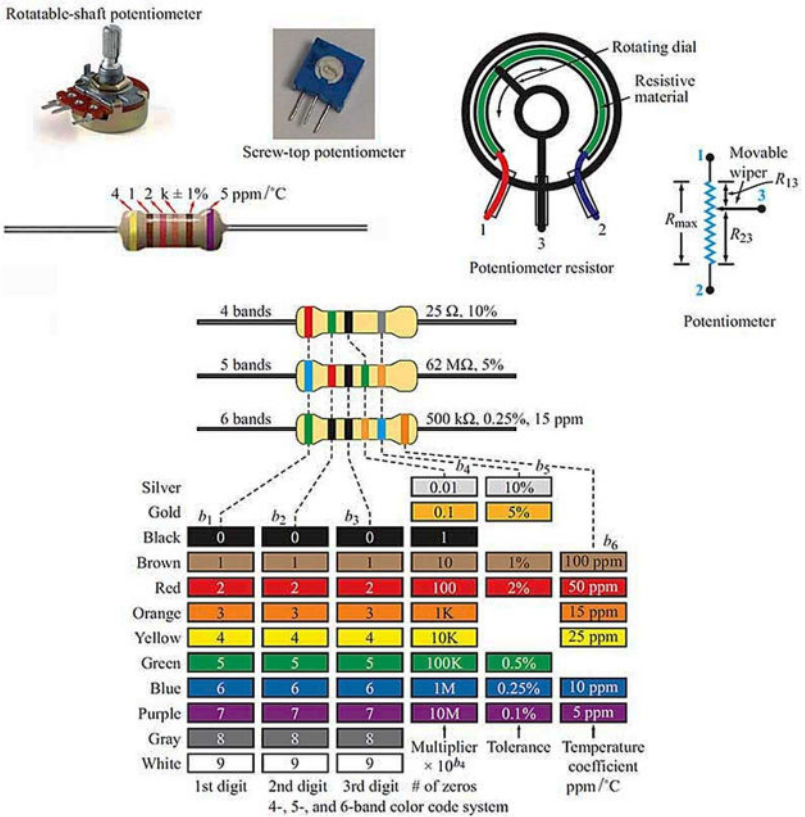 Rotatable-shaft potentiometer
Screw-top potentiometer
Rotating dial
Resistive
material
1
3
2
Potentiometer resistor
1
Movable
wiper
R13
3
Rmax
R23
2
Potentiometer
4 1 2 k ± 1% 5 ppm/°C
4 bands 25 Ω, 10%
5 bands 62 MΩ, 5%
6 bands 500 kΩ, 0.25%, 15 ppm
b1 b2 b3 b4 b5 b6
Silver 0.01 10%
Gold 0.1 5%
Black 0 0 0 1
Brown 1 1 1 10 1% 100 ppm
Red 2 2 2 100 2% 50 ppm
Orange 3 3 3 1K 15 ppm
Yellow 4 4 4 10K 25 ppm
Green 5 5 5 100K 0.5%
Blue 6 6 6 1M 0.25% 10 ppm
Purple 7 7 7 10M 0.1% 5 ppm
Gray 8 8 8
White 9 9 9
1st digit 2nd digit 3rd digit
Multiplier
× 10b4
# of zeros
Tolerance
Temperature
coefficient
ppm/°C
4-, 5-, and 6-band color code system